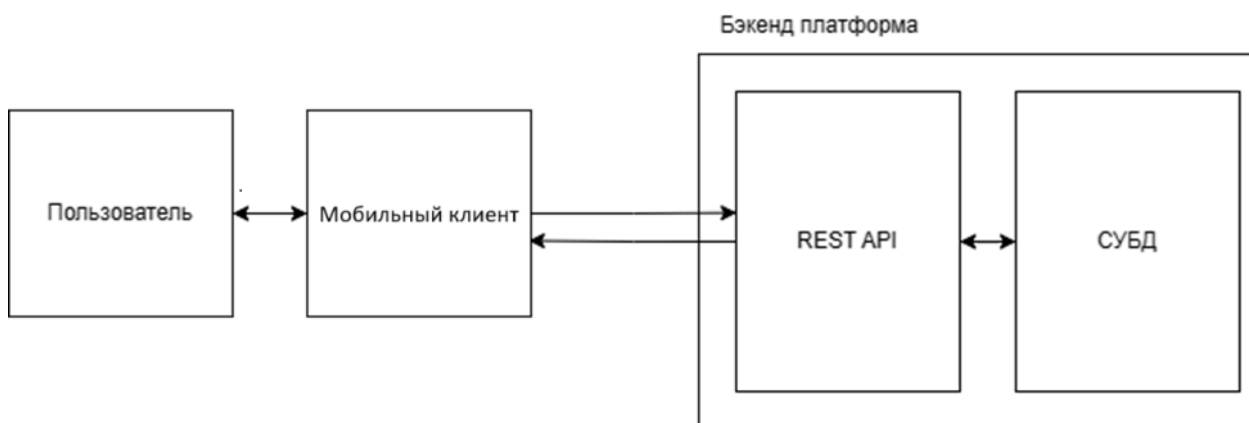 Бэкенд платформа
Пользователь
Мобильный клиент
REST API
СУБД